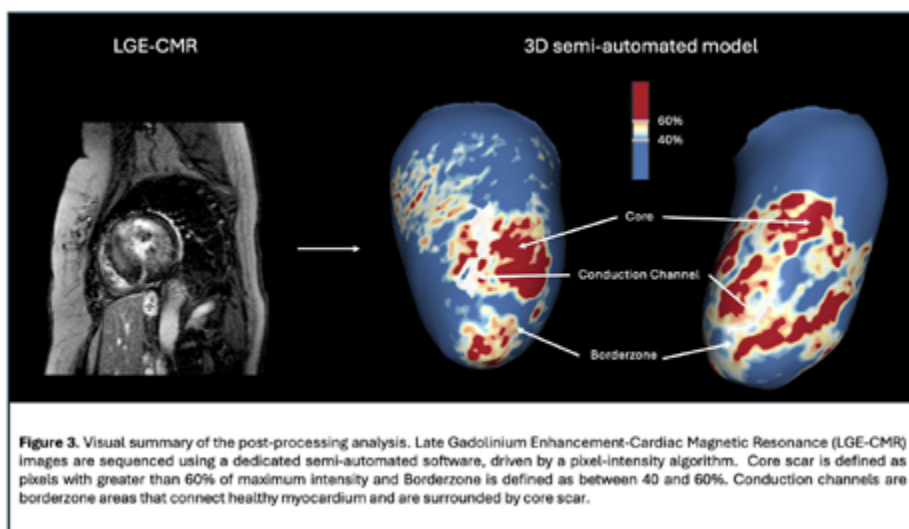 LGE-CMR
3D semi-automated model
60%
40%
Core
Conduction Channel
Borderzone
Figure 3. Visual summary of the post-processing analysis. Late Gadolinium Enhancement-Cardiac Magnetic Resonance (LGE-CMR)
images are sequenced using a dedicated semi-automated software, driven by a pixel-intensity algorithm. Core scar is defined as
pixels with greater than 60% of maximum intensity and Borderzone is defined as between 40 and 60%. Conduction channels are
borderzone areas that connect healthy myocardium and are surrounded by core scar.